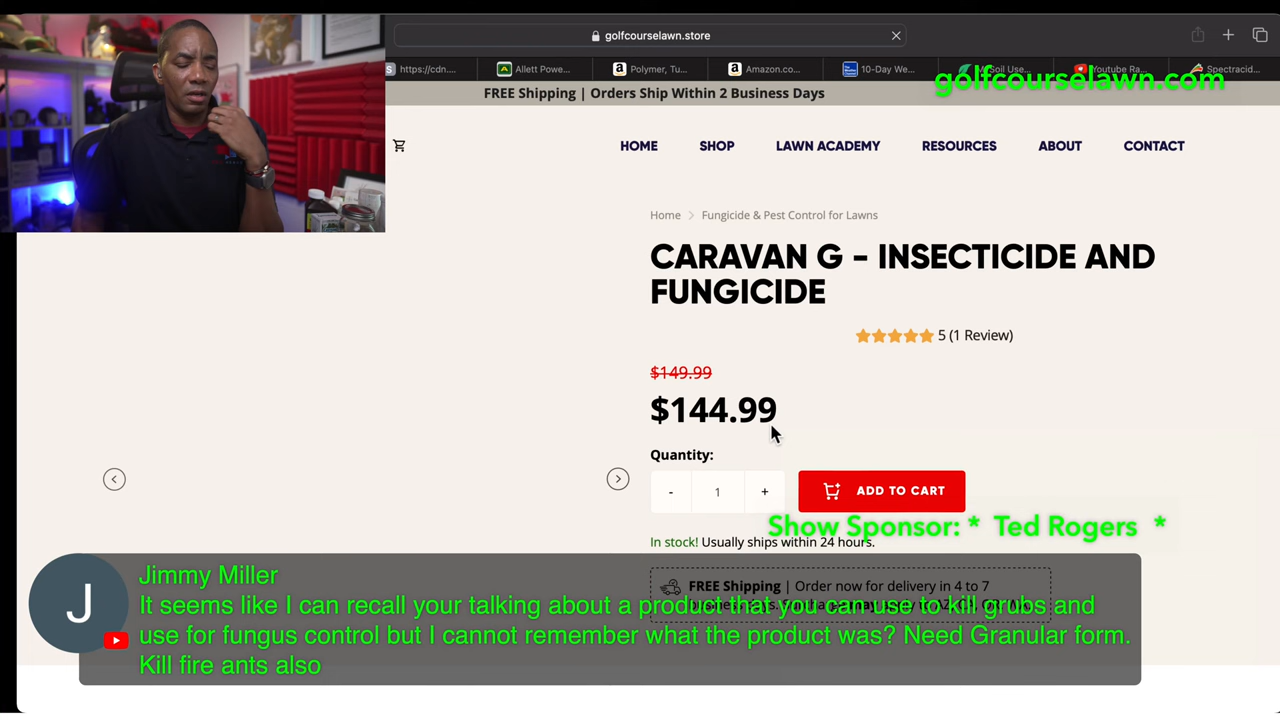 golfcourselawn.store
https://cdn....
Allett Powe...
Polymer, Tu...
Amazon.co...
10-Day We...
Soil Use...
Youtube Ra...
Spectracid...
golfcourselawn.com
FREE Shipping | Orders Ship Within 2 Business Days
HOME SHOP LAWN ACADEMY RESOURCES ABOUT CONTACT
Home > Fungicide & Pest Control for Lawns
CARAVAN G - INSECTICIDE AND
FUNGICIDE
5 (1 Review)
$149.99
$144.99
Quantity:
- 1 +
ADD TO CART
Show Sponsor: * Ted Rogers *
In stock! Usually ships within 24 hours.
FREE Shipping | Order now for delivery in 4 to 7
J
Jimmy Miller
It seems like I can recall your talking about a product that you can use to kill grubs and
use for fungus control but I cannot remember what the product was? Need Granular form.
Kill fire ants also